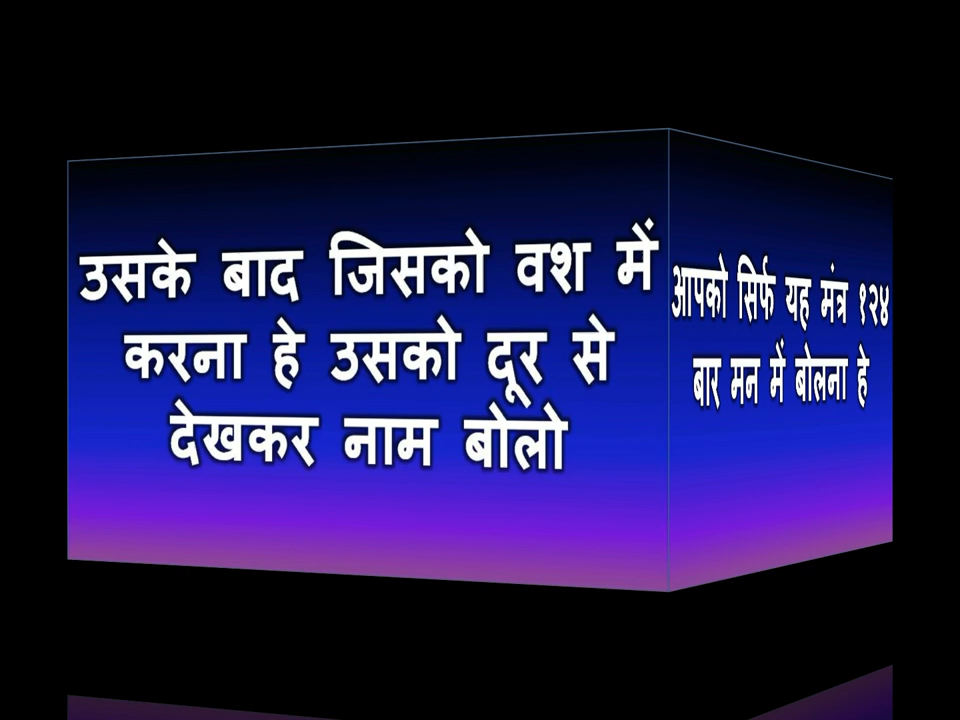 उसके बाद जिसको वश में
करना हे उसको दूर से
देखकर नाम बोलो
आपको सिर्फ यह मंत्र १२४
बार मन में बोलना हे